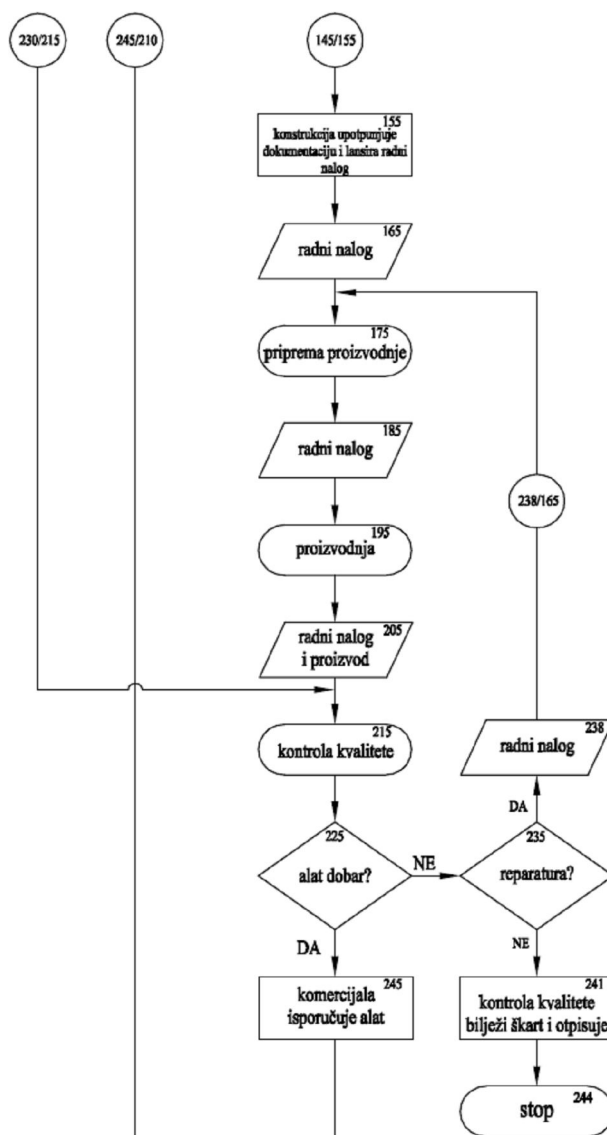 230/215
245/210
145/155
155
konstrukcija upotpunjuje
dokumentaciju i lansira radni
nalog
165
radni nalog
175
priprema proizvodnje
185
radni nalog
238/165
195
proizvodnja
205
radni nalog
i proizvod
215
kontrola kvalitete
238
radni nalog
DA
225
alat dobar?
NE
235
reparatura?
DA
NE
245
komercijala
isporučuje alat
241
kontrola kvalitete
bilježi škart i otpisuje
244
stop